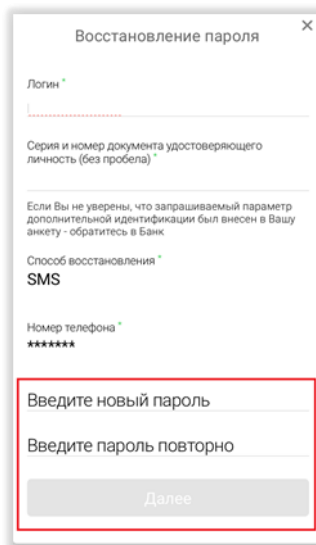 Восстановление пароля
Логин *
Серия и номер документа удостоверяющего
личность (без пробела) *
Если Вы не уверены, что запрашиваемый параметр
дополнительной идентификации был внесен в Вашу
анкету - обратитесь в Банк
Способ восстановления *
SMS
Номер телефона *
*******
Введите новый пароль
Введите пароль повторно
Далее